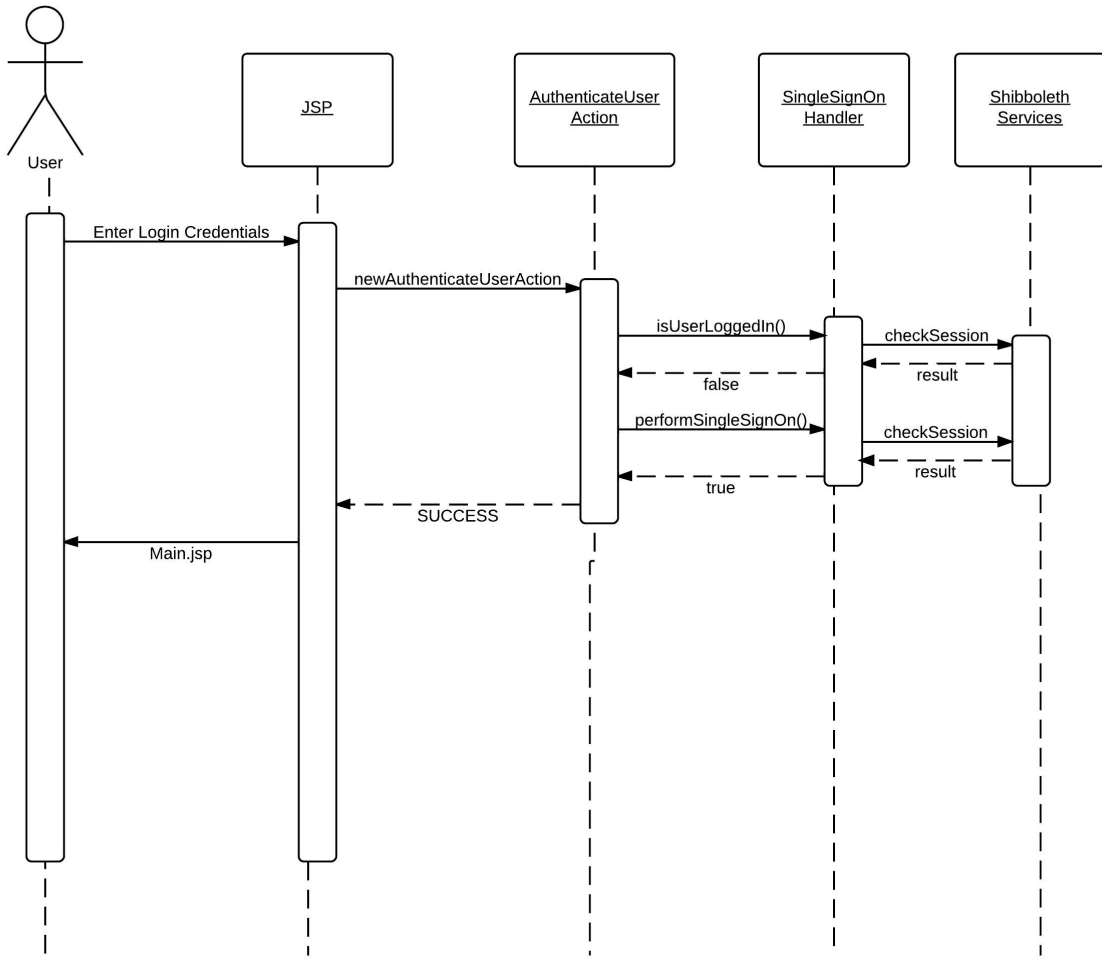 User
JSP
AuthenticateUser
Action
SingleSignOn
Handler
Shibboleth
Services
Enter Login Credentials
newAuthenticateUserAction
isUserLoggedIn()
checkSession
result
false
performSingleSignOn()
checkSession
result
true
SUCCESS
Main.jsp